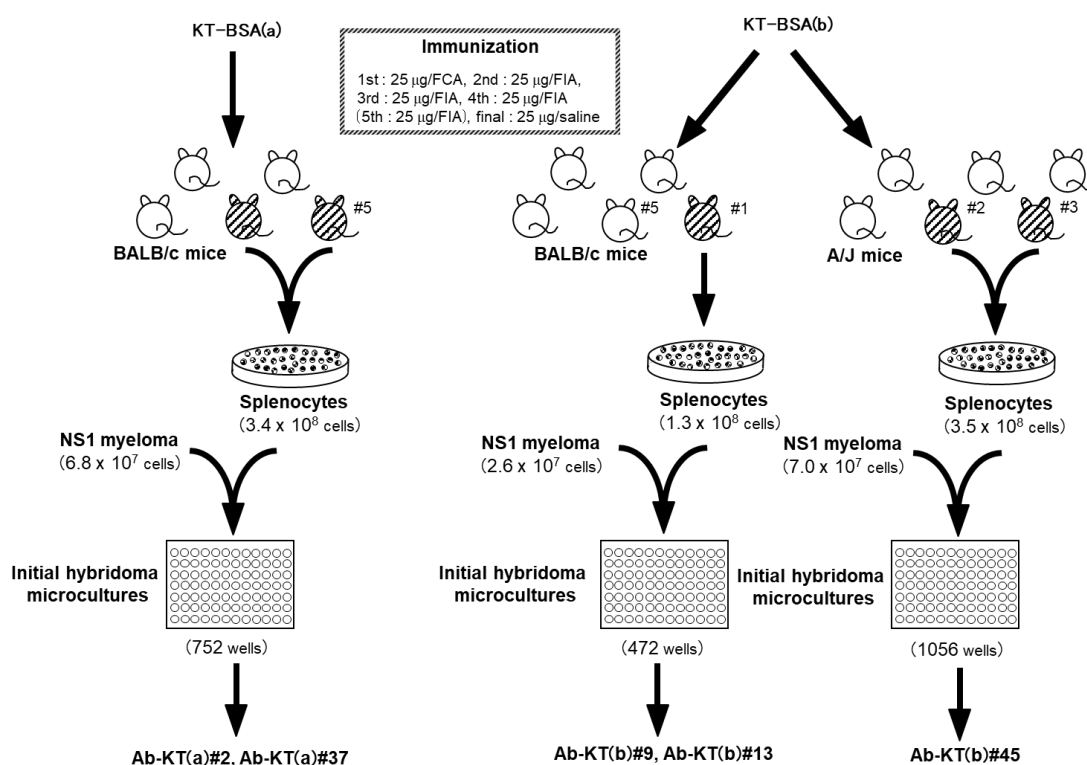 KT-BSA(a)
KT-BSA(b)
Immunization
1st : 25 μg/FCA, 2nd : 25 μg/FIA,
3rd : 25 μg/FIA, 4th : 25 μg/FIA
(5th : 25 μg/FIA), final : 25 μg/saline
#5
BALB/c mice
#5
#1
BALB/c mice
#2
#3
A/J mice
Splenocytes
(3.4 x 10⁸ cells)
NS1 myeloma
(6.8 x 10⁷ cells)
Splenocytes
(1.3 x 10⁸ cells)
NS1 myeloma
(2.6 x 10⁷ cells)
Splenocytes
(3.5 x 10⁸ cells)
NS1 myeloma
(7.0 x 10⁷ cells)
Initial hybridoma
microcultures
(752 wells)
Initial hybridoma
microcultures
(472 wells)
Initial hybridoma
microcultures
(1056 wells)
Ab-KT(a)#2, Ab-KT(a)#37
Ab-KT(b)#9, Ab-KT(b)#13
Ab-KT(b)#45